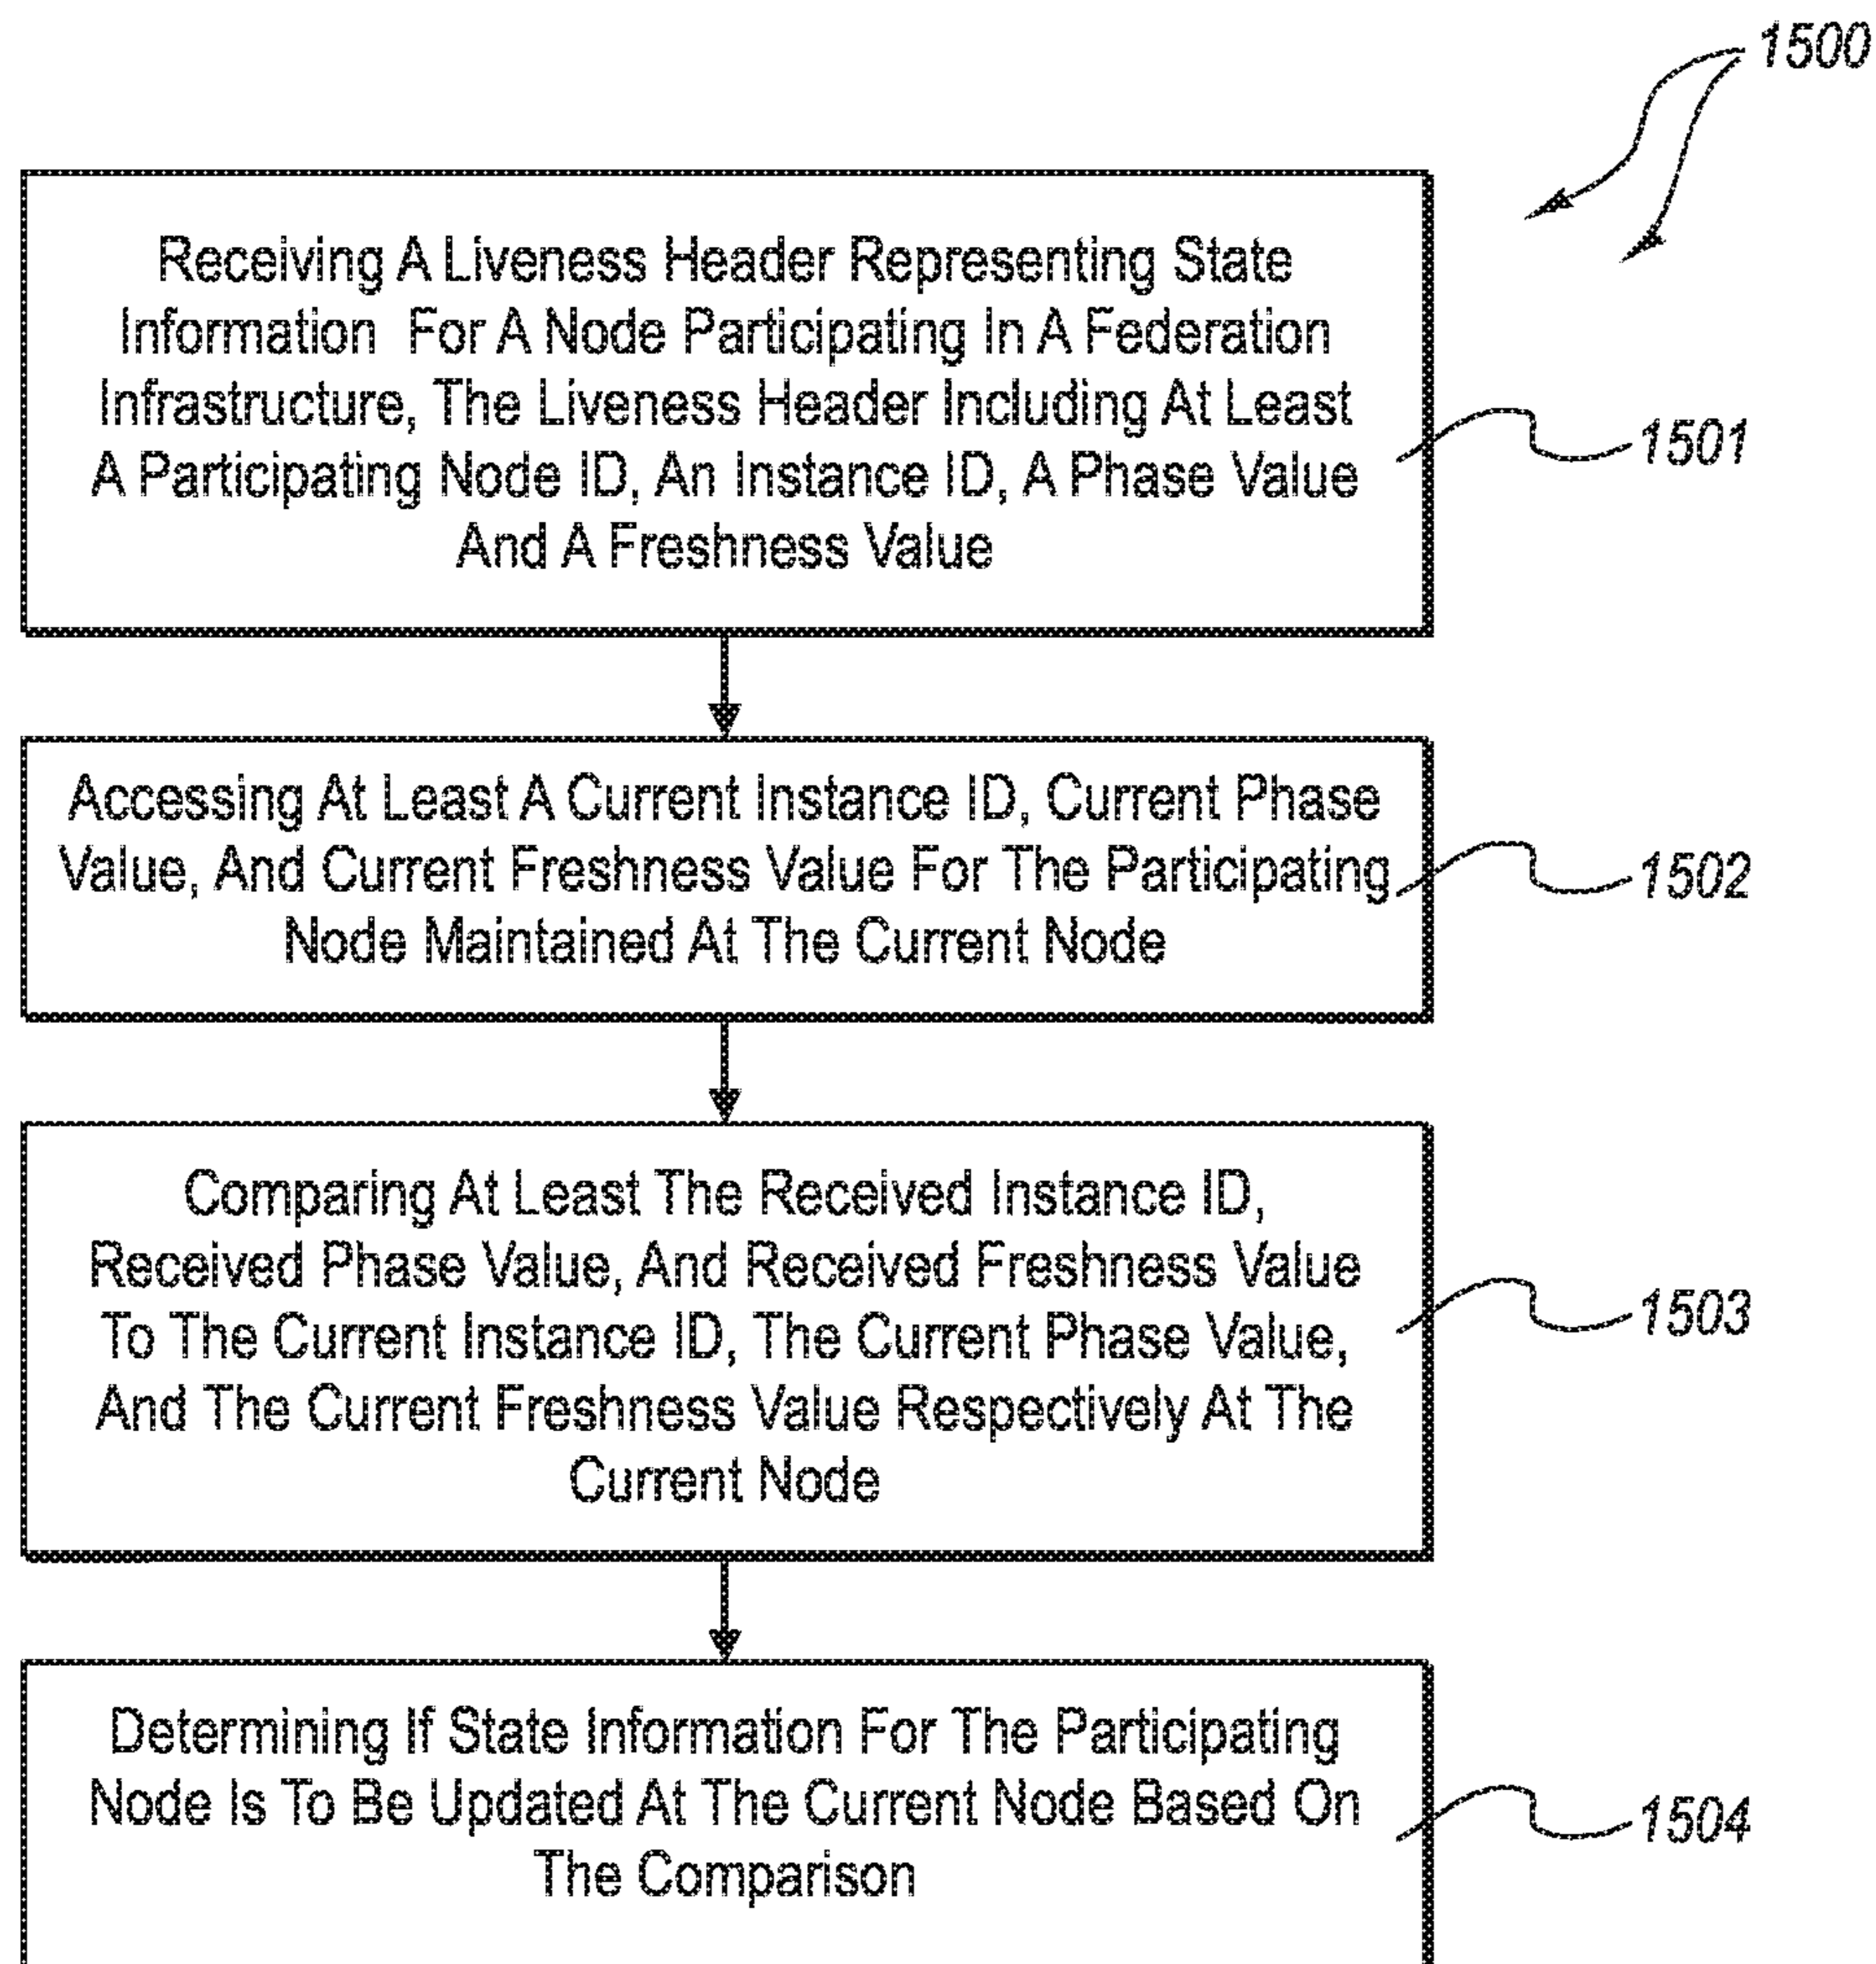 1500
Receiving A Liveness Header Representing State
Information For A Node Participating In A Federation
Infrastructure, The Liveness Header Including At Least
A Participating Node ID, An Instance ID, A Phase Value
And A Freshness Value
1501
Accessing At Least A Current Instance ID, Current Phase
Value, And Current Freshness Value For The Participating
Node Maintained At The Current Node
1502
Comparing At Least The Received Instance ID,
Received Phase Value, And Received Freshness Value
To The Current Instance ID, The Current Phase Value,
And The Current Freshness Value Respectively At The
Current Node
1503
Determining If State Information For The Participating
Node Is To Be Updated At The Current Node Based On
The Comparison
1504